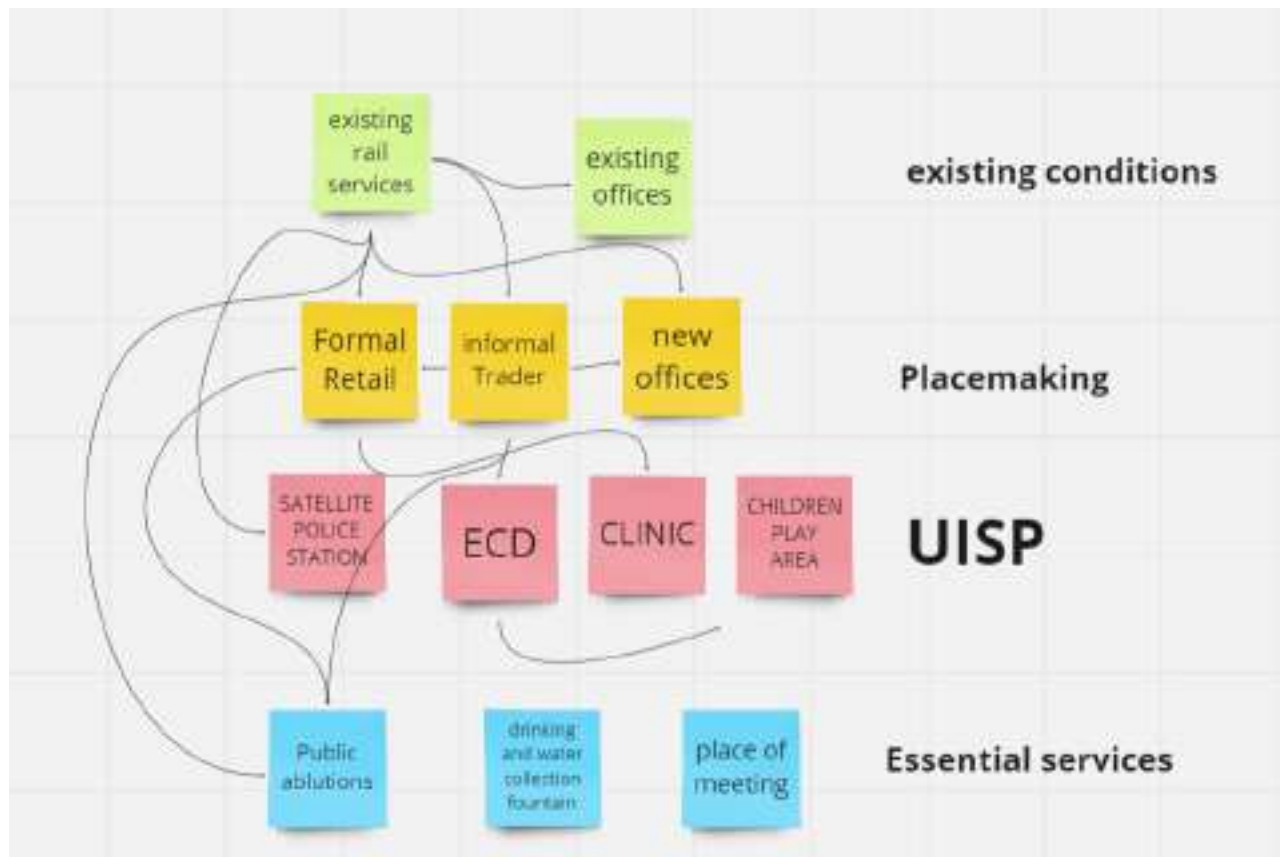 existing
rail
services
existing
offices
existing conditions
Formal
Retail
informal
Trader
new
offices
Placemaking
SATELLITE
POLICE
STATION
ECD
CLINIC
CHILDREN
PLAY
AREA
UISP
Public
ablutions
drinking
and water
collection
fountain
place of
meeting
Essential services